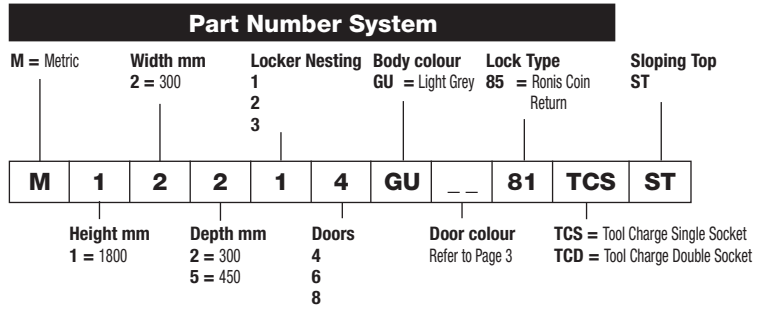 Part Number System
M = Metric
Width mm
2 = 300
Locker Nesting
1
2
3
Body colour
GU = Light Grey
Lock Type
85 = Ronis Coin
Return
Sloping Top
ST
M 1 2 2 1 4 GU _ _ 81 TCS ST
Height mm
1 = 1800
Depth mm
2 = 300
5 = 450
Doors
4
6
8
Door colour
Refer to Page 3
TCS = Tool Charge Single Socket
TCD = Tool Charge Double Socket